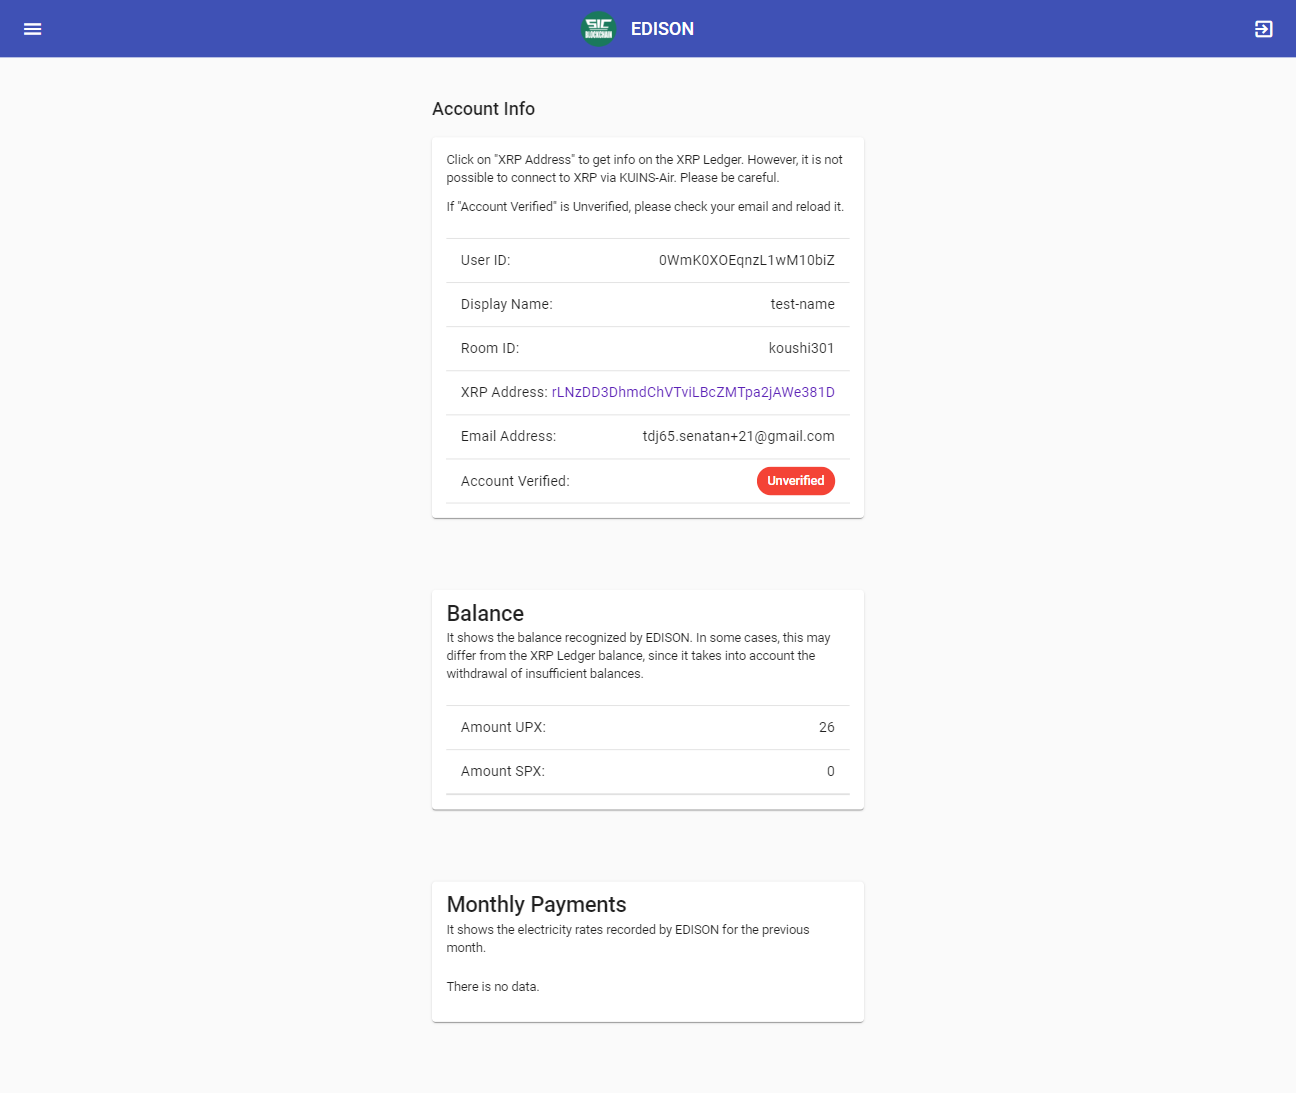 SIC
BLOCKCHAIN
EDISON
Account Info
Click on "XRP Address" to get info on the XRP Ledger. However, it is not
possible to connect to XRP via KUINS-Air. Please be careful.
If "Account Verified" is Unverified, please check your email and reload it.
User ID: 0WmK0XOEqnzL1wM10biZ
Display Name: test-name
Room ID: koushi301
XRP Address: rLNzDD3DhmdChVTviLBcZMTpa2jAWe381D
Email Address: tdj65.senatan+21@gmail.com
Account Verified: Unverified
Balance
It shows the balance recognized by EDISON. In some cases, this may
differ from the XRP Ledger balance, since it takes into account the
withdrawal of insufficient balances.
Amount UPX: 26
Amount SPX: 0
Monthly Payments
It shows the electricity rates recorded by EDISON for the previous
month.
There is no data.